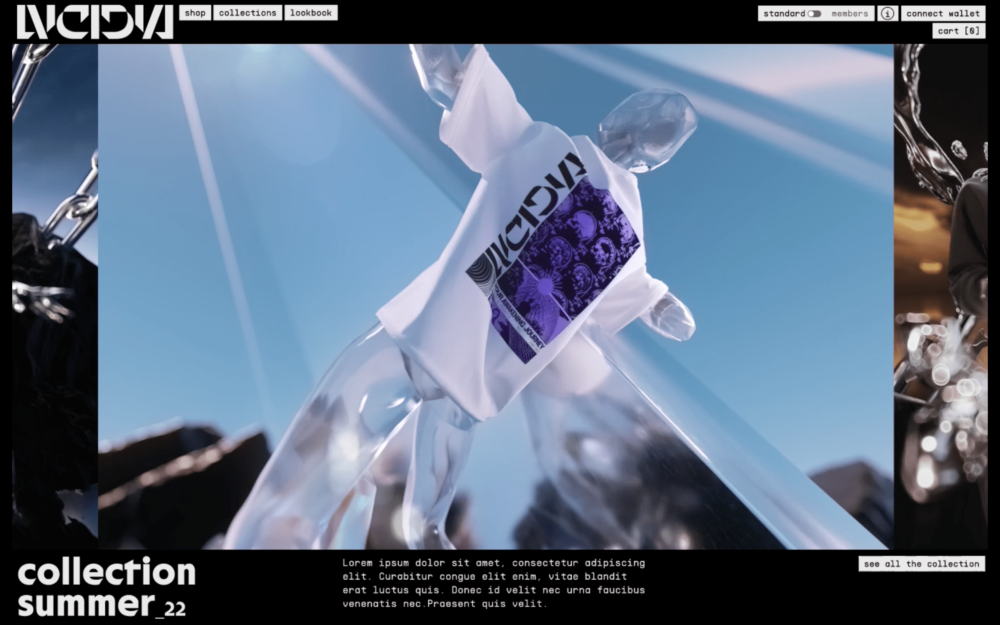 shop collections lookbook
standard members i connect wallet
cart [0]
collection
summer_22
Lorem ipsum dolor sit amet, consectetur adipiscing
elit. Curabitur congue elit enim, vitae blandit
erat luctus quis. Donec id velit nec urna faucibus
venenatis nec.Praesent quis velit.
see all the collection